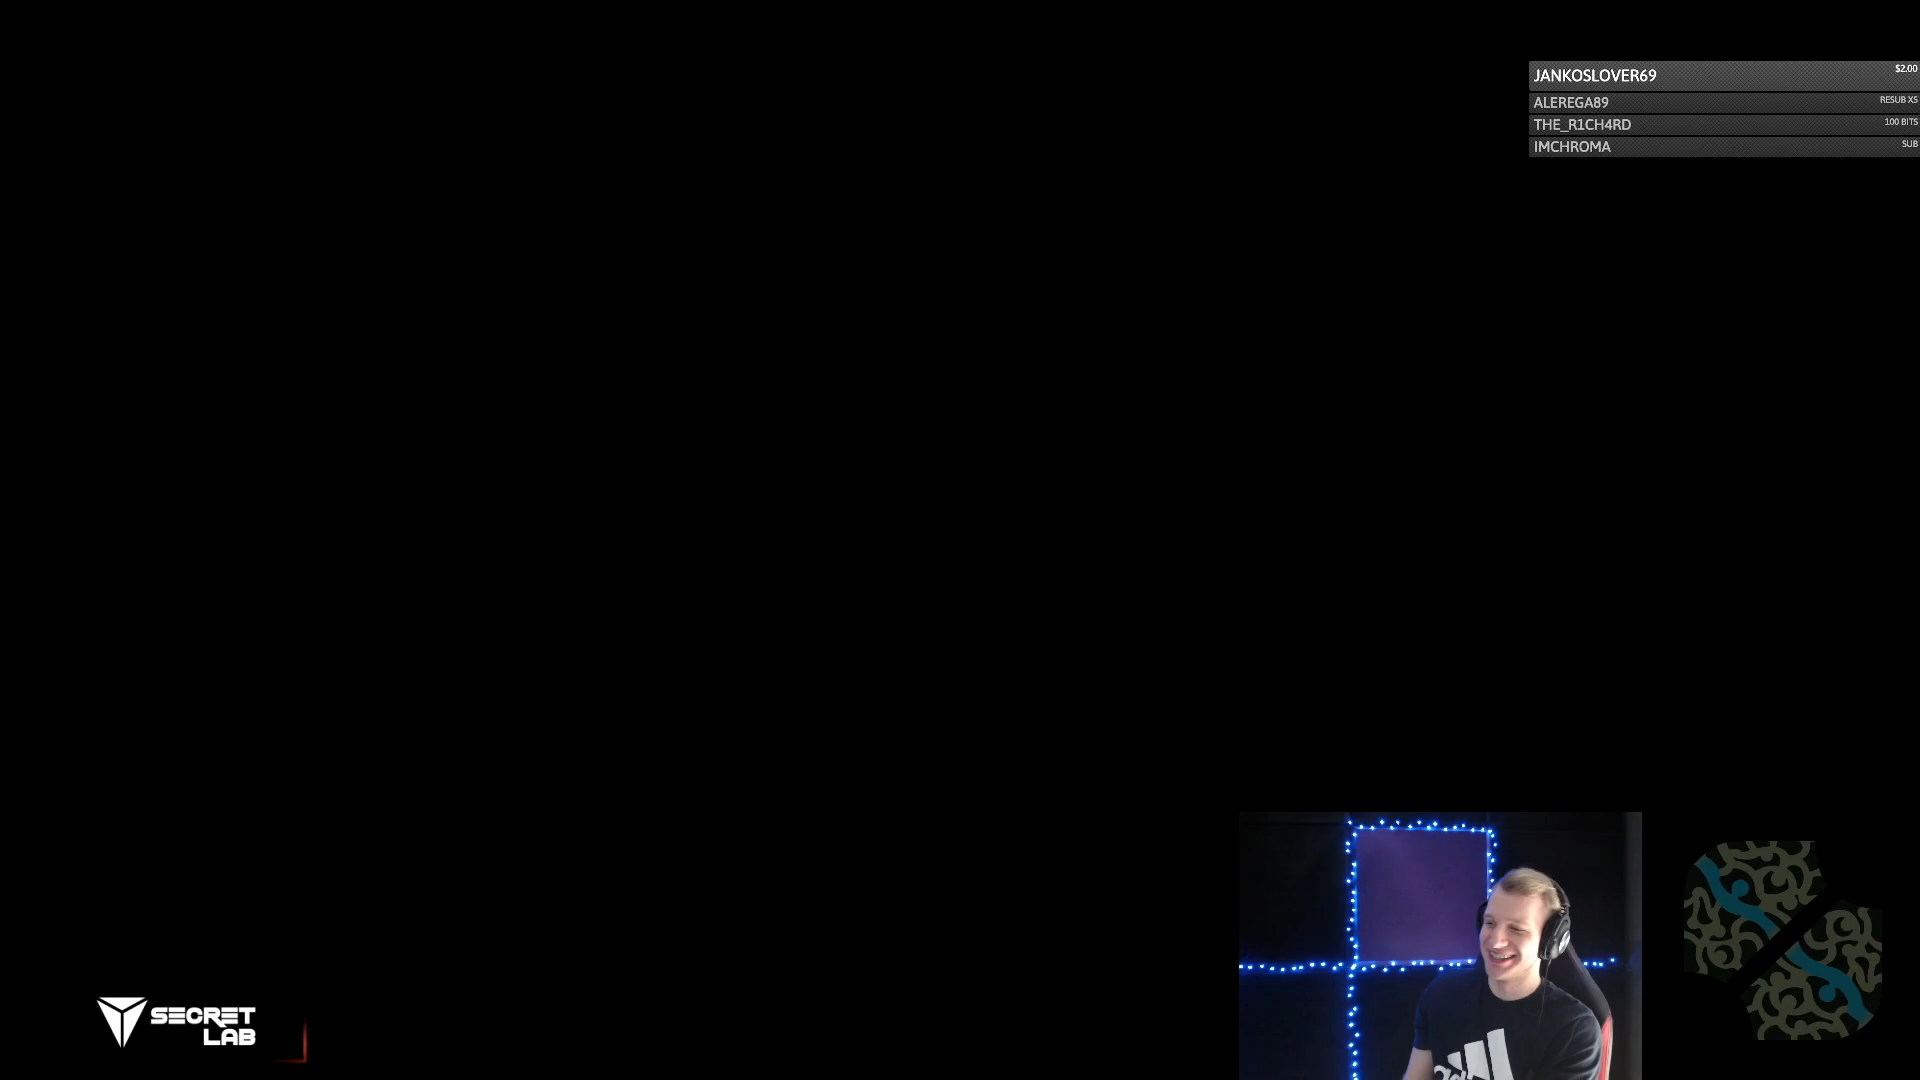 JANKOSLOVER69 $2.00
ALEREGA89 RESUB X5
THE_R1CH4RD 100 BITS
IMCHROMA SUB
SECRET
LAB